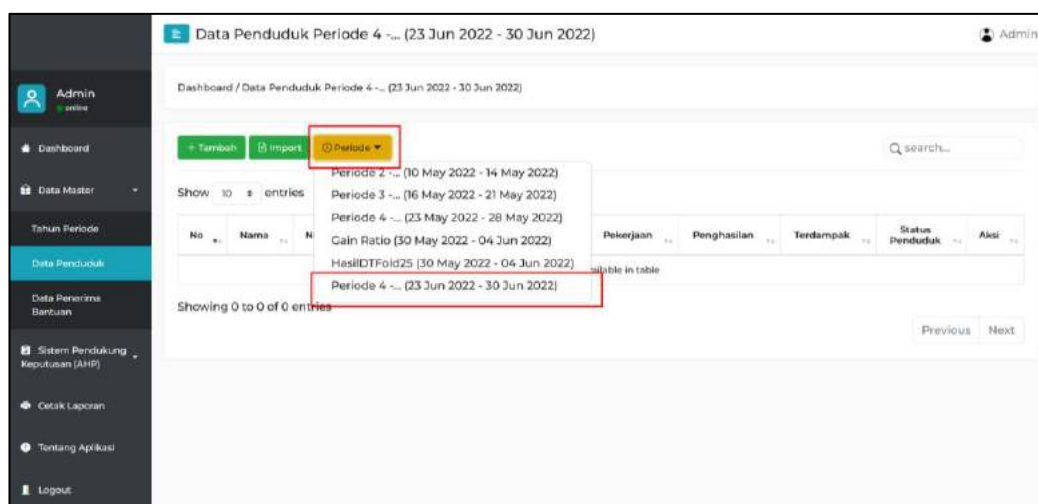 Data Penduduk Periode 4 -... (23 Jun 2022 - 30 Jun 2022)
Admin
Admin
online
Dashboard / Data Penduduk Periode 4 -... (23 Jun 2022 - 30 Jun 2022)
Dashboard
Data Master
Tahun Periode
Data Penduduk
Data Penerima
Bantuan
Sistem Pendukung
Keputusan (AHP)
Cetak Laporan
Tentang Aplikasi
Logout
+ Tambah
Import
Periode
search...
Periode 2 -... (10 May 2022 - 14 May 2022)
Periode 3 -... (16 May 2022 - 21 May 2022)
Periode 4 -... (23 May 2022 - 28 May 2022)
Gain Ratio (30 May 2022 - 04 Jun 2022)
HasilDTFold25 (30 May 2022 - 04 Jun 2022)
Periode 4 -... (23 Jun 2022 - 30 Jun 2022)
Show 10 entries
No Nama N Pekerjaan Penghasilan Terdampak Status Penduduk Aksi
in table
Showing 0 to 0 of 0 entries
Previous Next